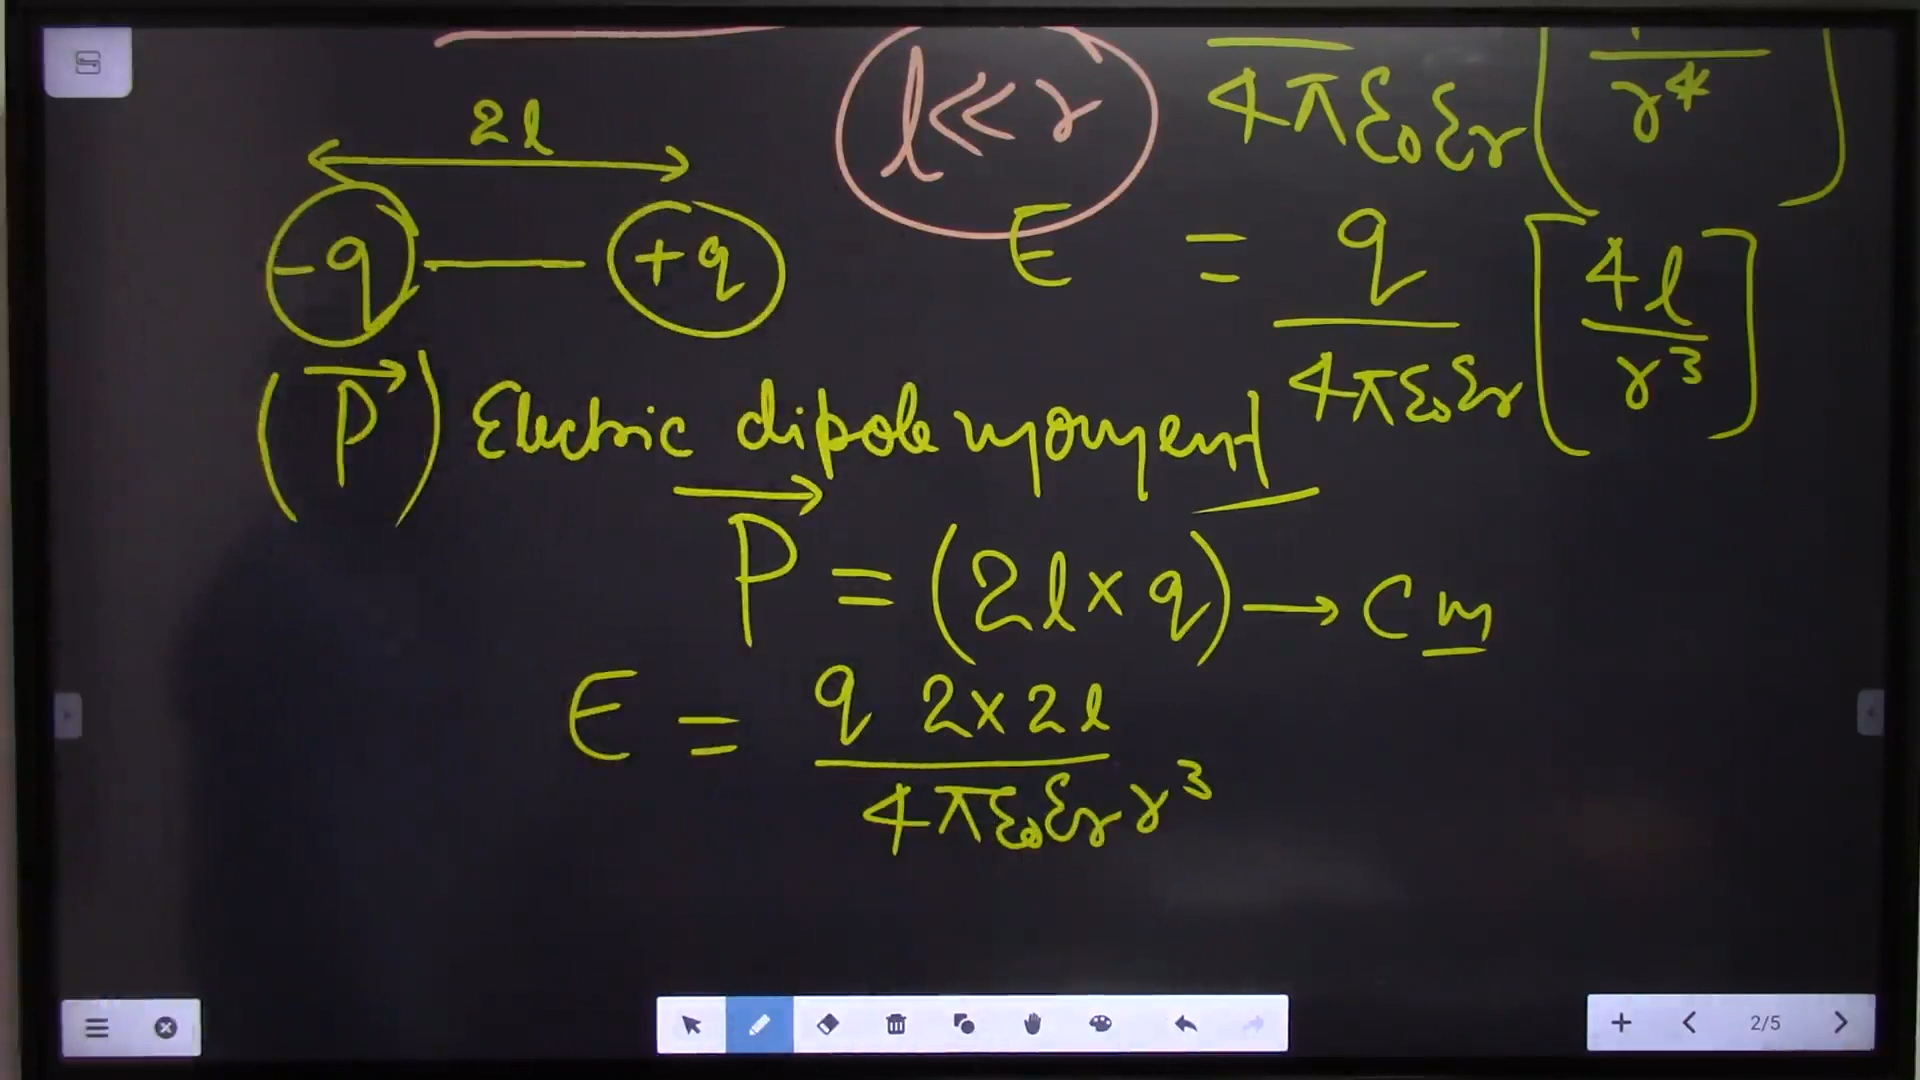 2l
l<<r
4πε₀εr [ r⁴ ]
-q +q
E = q/4πε₀εr [4l/r³]
(P⃗) Electric dipole moment
P⃗ = (2l×q) → Cm
E = q 2×2l / 4πε₀εr r³
2/5